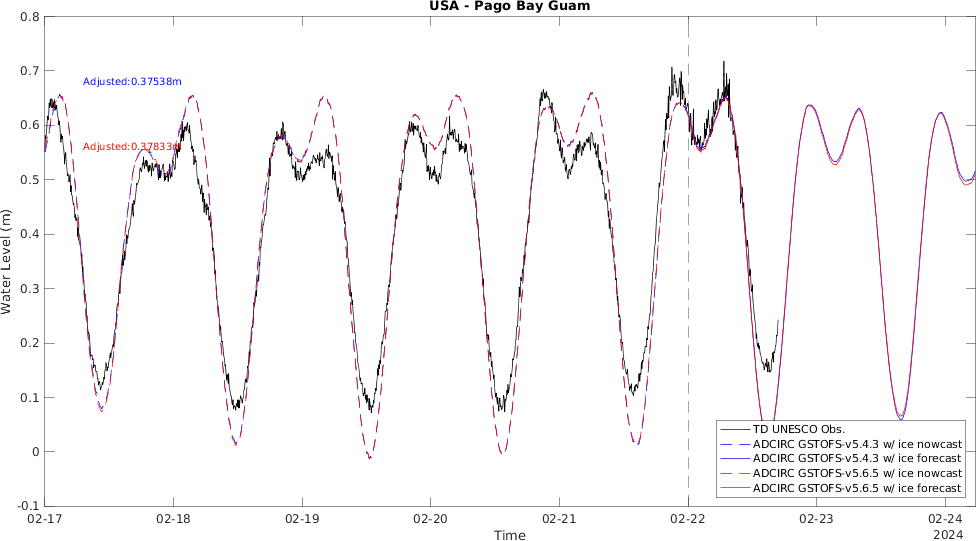 USA - Pago Bay Guam
0.8
0.7
0.6
0.5
0.4
0.3
0.2
0.1
0
-0.1
Water Level (m)
Adjusted:0.37538m
Adjusted:0.37833m
TD UNESCO Obs.
ADCIRC GSTOFS-v5.4.3 w/ ice nowcast
ADCIRC GSTOFS-v5.4.3 w/ ice forecast
ADCIRC GSTOFS-v5.6.5 w/ ice nowcast
ADCIRC GSTOFS-v5.6.5 w/ ice forecast
02-17 02-18 02-19 02-20 02-21 02-22 02-23 02-24
Time
2024